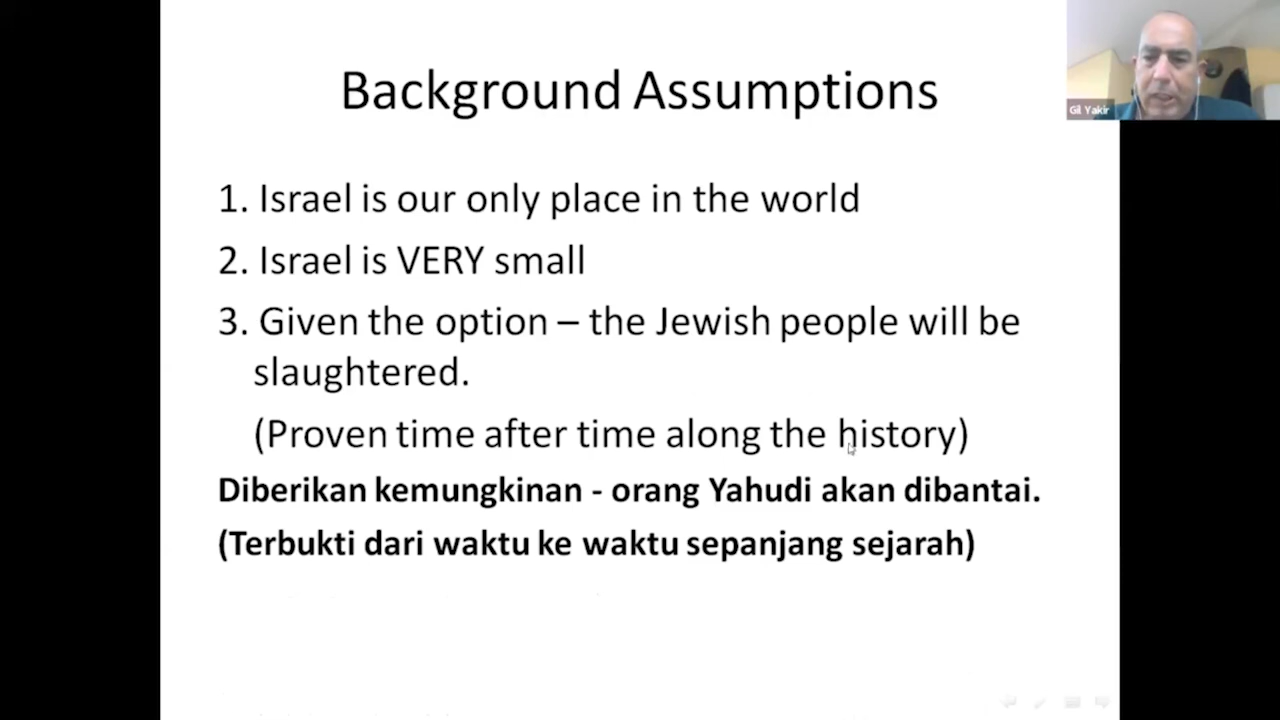 Background Assumptions
Gil Yakir
1. Israel is our only place in the world
2. Israel is VERY small
3. Given the option – the Jewish people will be
slaughtered.
(Proven time after time along the history)
Diberikan kemungkinan - orang Yahudi akan dibantai.
(Terbukti dari waktu ke waktu sepanjang sejarah)